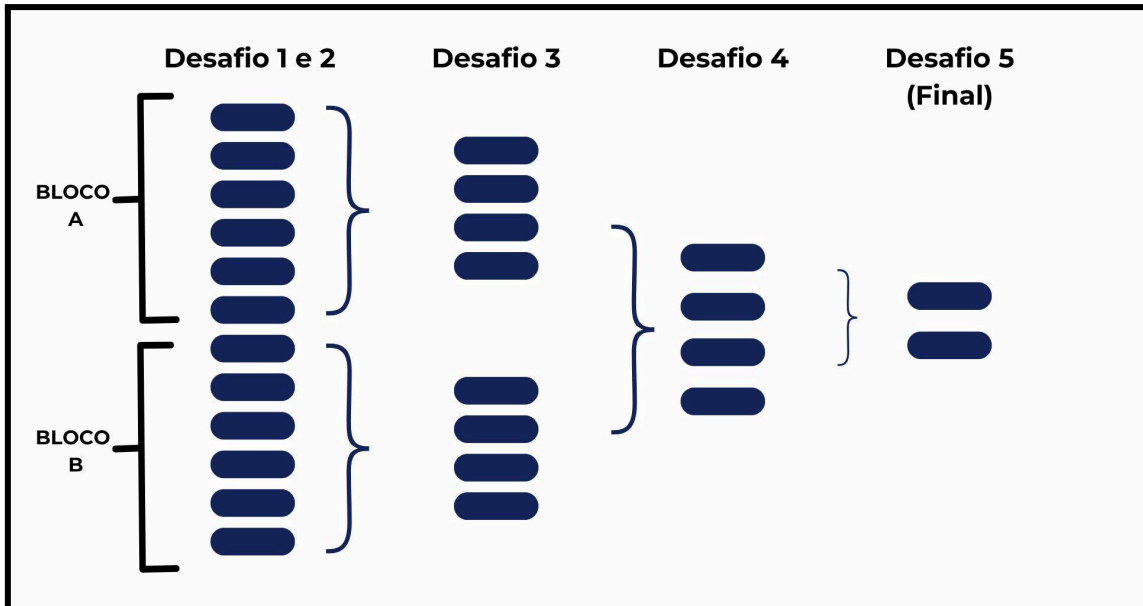 Desafio 1 e 2
Desafio 3
Desafio 4
Desafio 5
(Final)
BLOCO
A
BLOCO
B